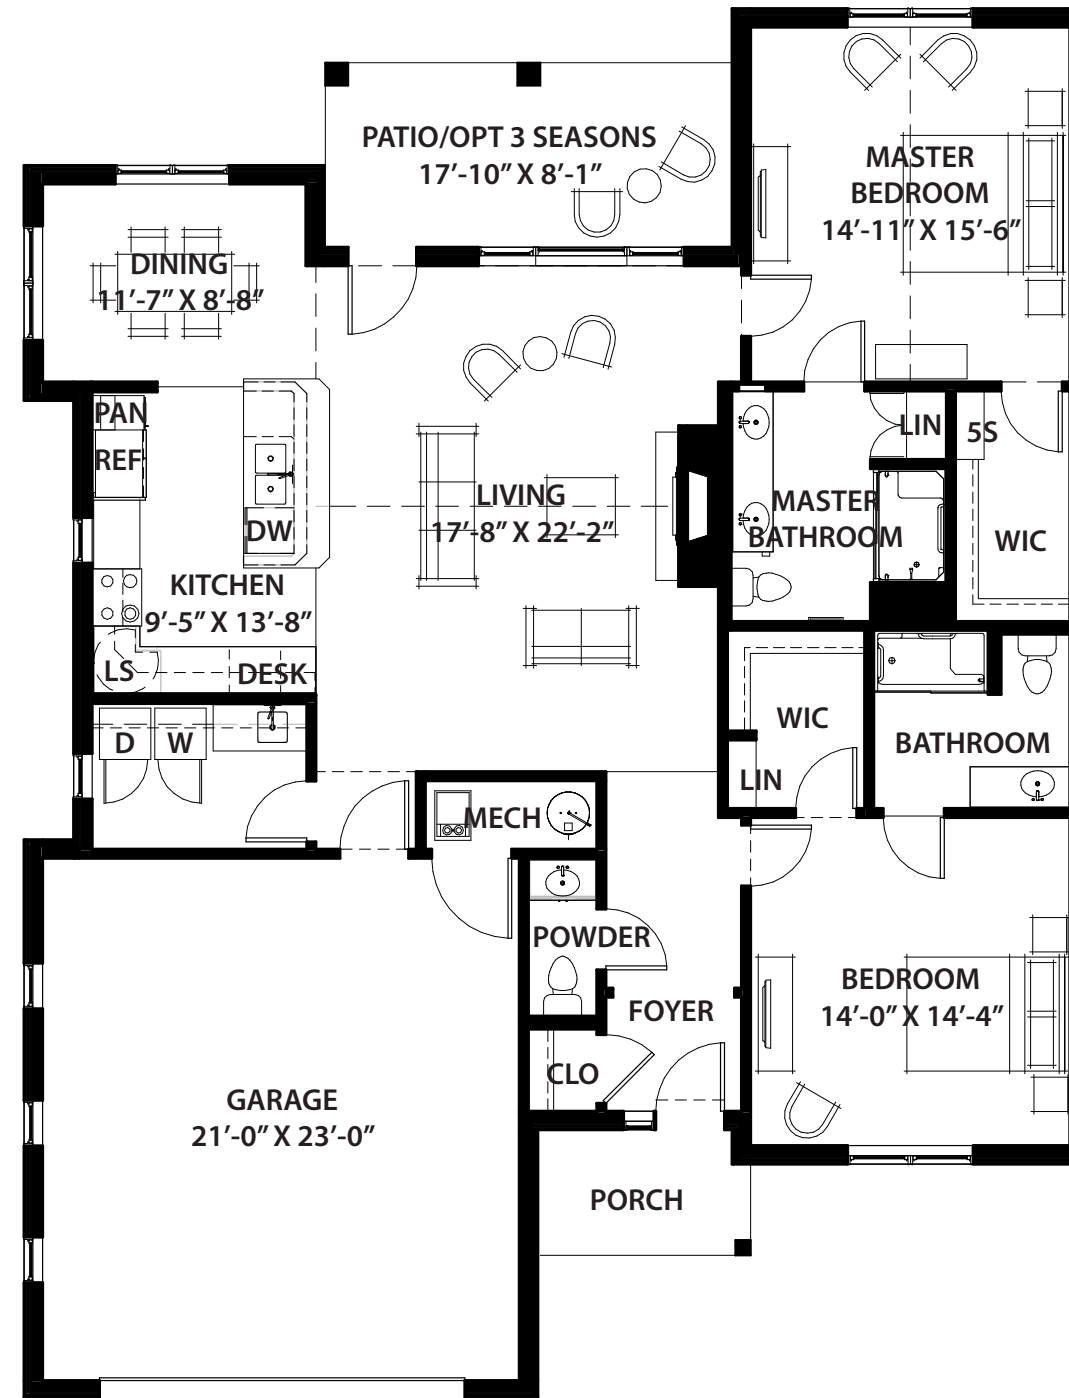 PATIO/OPT 3 SEASONS
17’-10” X 8’-1”
MASTER
BEDROOM
14’-11” X 15’-6”
DINING
11’-7” X 8’-8”
PAN
REF
DW
LIVING
17’-8” X 22’-2”
KITCHEN
9’-5” X 13’-8”
LS
DESK
LIN
5S
MASTER
BATHROOM
WIC
D
W
WIC
LIN
BATHROOM
MECH
POWDER
FOYER
CLO
BEDROOM
14’-0” X 14’-4”
GARAGE
21’-0” X 23’-0”
PORCH